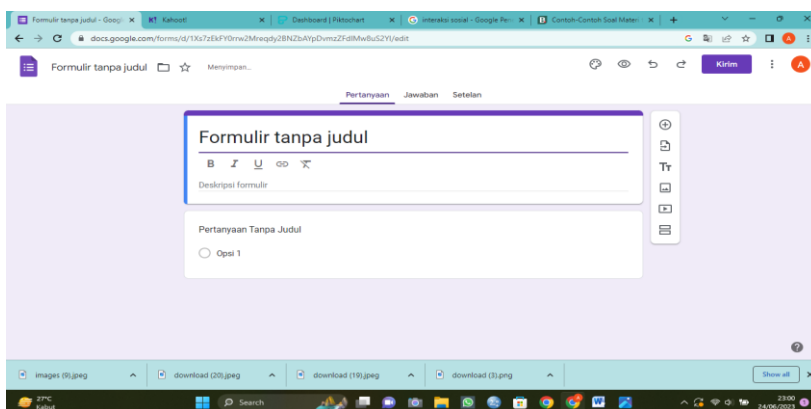 Formulir tanpa judul - Googl
K! Kahoot!
Dashboard | Piktochart
interaksi sosial - Google Pen
Contoh-Contoh Soal Materi
docs.google.com/forms/d/1Xs7zEkFY0rrw2Mreqdy2BNZbAYpDvmzZFdIMw8uS2YI/edit
Formulir tanpa judul
Menyimpan...
Kirim
A
Pertanyaan Jawaban Setelan
Formulir tanpa judul
B I U
Deskripsi formulir
Pertanyaan Tanpa Judul
Opsi 1
Tт
images (9).jpeg
download (20).jpeg
download (19).jpeg
download (3).png
Show all
27°C
Kabut
Search
23:00
24/06/2023